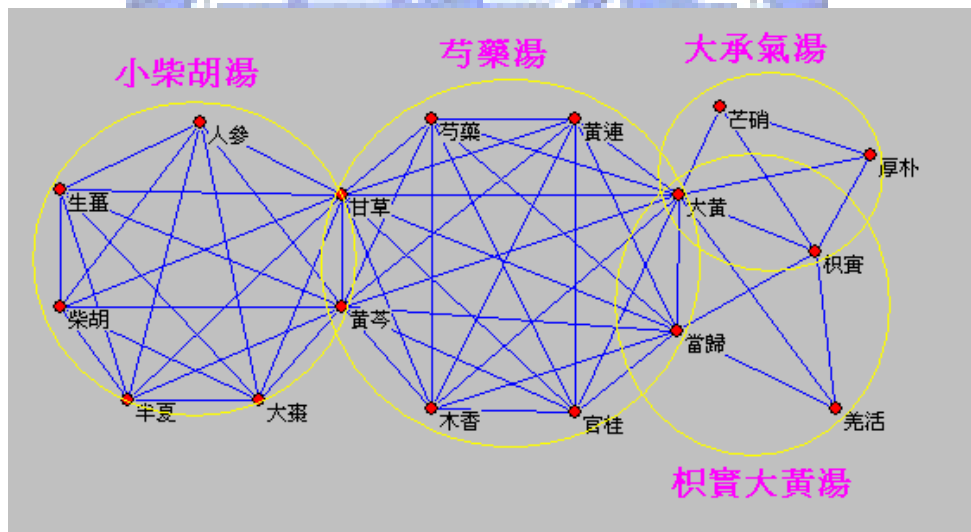 小柴胡湯
芍藥湯
大承氣湯
人參
生薑
甘草
柴胡
黃芩
半夏
大棗
芍藥
黃連
大黃
木香
官桂
當歸
芒硝
厚朴
枳實
羌活
枳實大黃湯